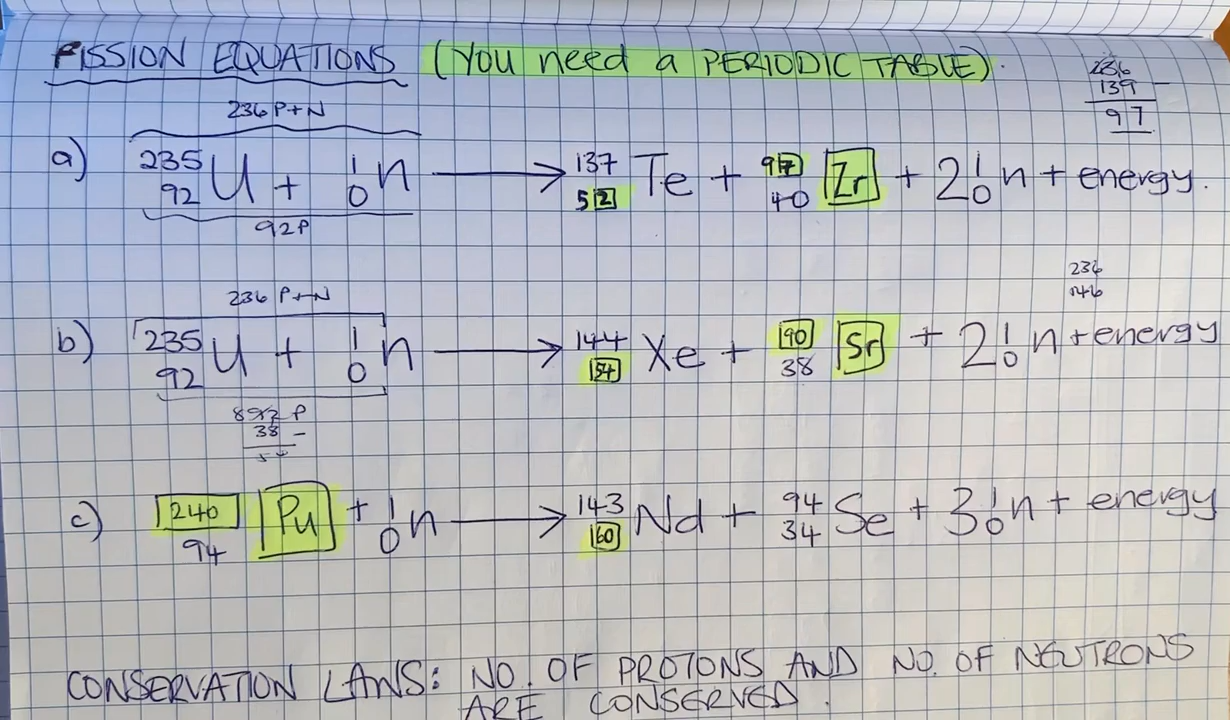 FISSION EQUATIONS (YOU need a PERIODIC TABLE).
139
97
236 P+N
a) 235 92 U + 1 0 n → 137 52 Te + 97 40 Zr + 2 1 0 n + energy.
92P
236
236 P+N
b) 235 92 U + 1 0 n → 144 54 Xe + 90 38 Sr + 2 1 0 n + energy
38 –
c) 240 94 Pu + 1 0 n → 143 60 Nd + 94 34 Se + 3 1 0 n + energy
CONSERVATION LAWS: NO. OF PROTONS AND NO. OF NEUTRONS
ARE CONSERVED.